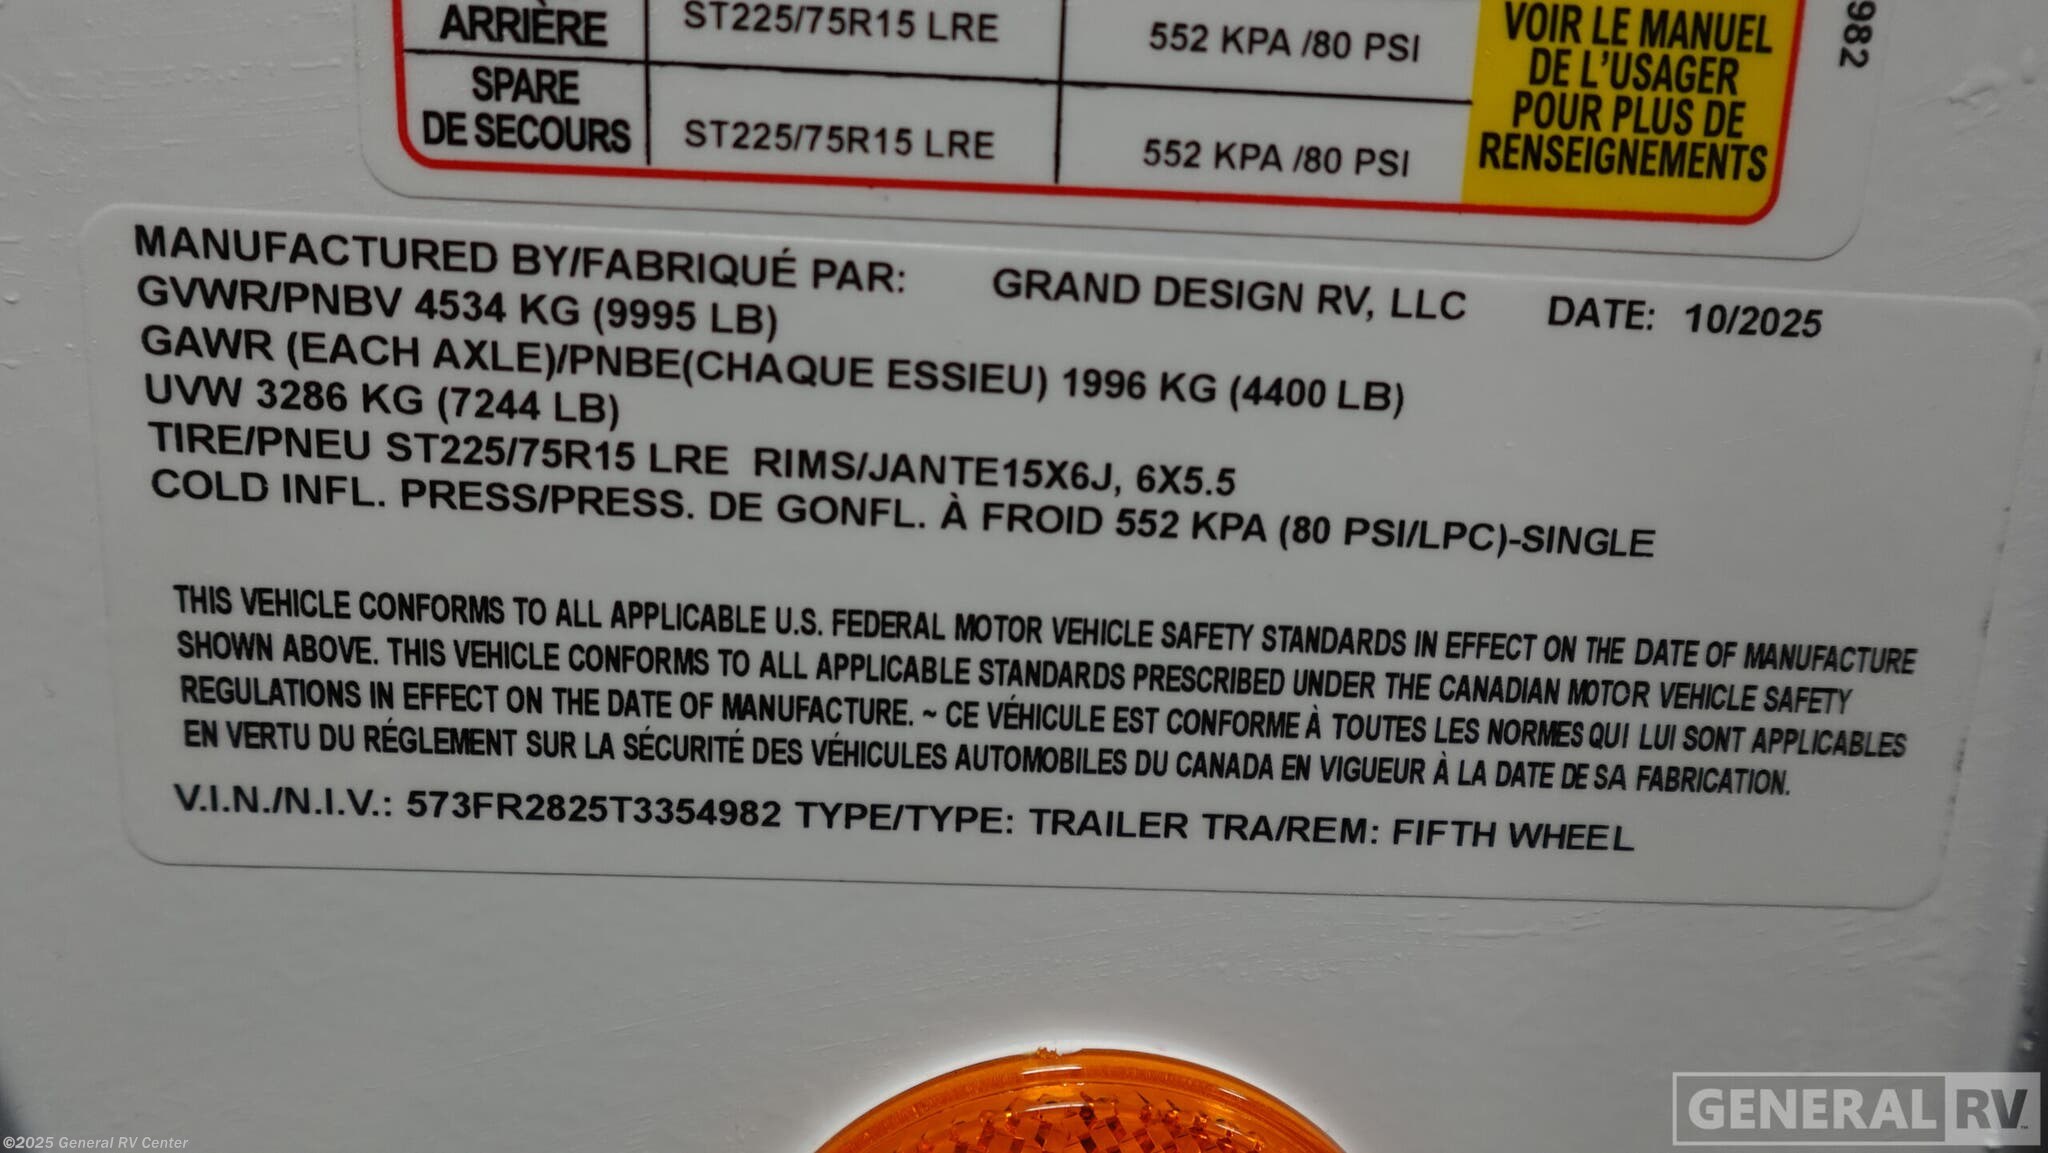 ARRIÈRE ST225/75R15 LRE 552 KPA /80 PSI
SPARE
DE SECOURS ST225/75R15 LRE 552 KPA /80 PSI
VOIR LE MANUEL
DE L'USAGER
POUR PLUS DE
RENSEIGNEMENTS
982
MANUFACTURED BY/FABRIQUÉ PAR: GRAND DESIGN RV, LLC DATE: 10/2025
GVWR/PNBV 4534 KG (9995 LB)
GAWR (EACH AXLE)/PNBE(CHAQUE ESSIEU) 1996 KG (4400 LB)
UVW 3286 KG (7244 LB)
TIRE/PNEU ST225/75R15 LRE RIMS/JANTE15X6J, 6X5.5
COLD INFL. PRESS/PRESS. DE GONFL. À FROID 552 KPA (80 PSI/LPC)-SINGLE
THIS VEHICLE CONFORMS TO ALL APPLICABLE U.S. FEDERAL MOTOR VEHICLE SAFETY STANDARDS IN EFFECT ON THE DATE OF MANUFACTURE
SHOWN ABOVE. THIS VEHICLE CONFORMS TO ALL APPLICABLE STANDARDS PRESCRIBED UNDER THE CANADIAN MOTOR VEHICLE SAFETY
REGULATIONS IN EFFECT ON THE DATE OF MANUFACTURE. ~ CE VÉHICULE EST CONFORME À TOUTES LES NORMES QUI LUI SONT APPLICABLES
EN VERTU DU RÉGLEMENT SUR LA SÉCURITÉ DES VÉHICULES AUTOMOBILES DU CANADA EN VIGUEUR À LA DATE DE SA FABRICATION.
V.I.N./N.I.V.: 573FR2825T3354982 TYPE/TYPE: TRAILER TRA/REM: FIFTH WHEEL
GENERAL RV
©2025 General RV Center